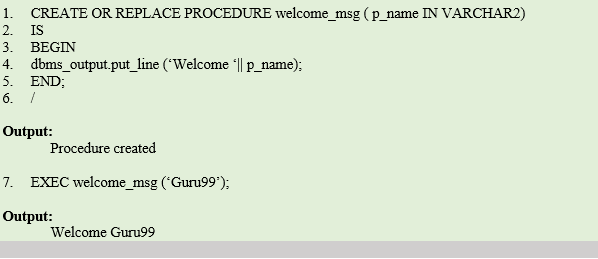 1. CREATE OR REPLACE PROCEDURE welcome_msg ( p_name IN VARCHAR2)
2. IS
3. BEGIN
4. dbms_output.put_line (‘Welcome ‘|| p_name);
5. END;
6. /
Output:
Procedure created
7. EXEC welcome_msg (‘Guru99’);
Output:
Welcome Guru99